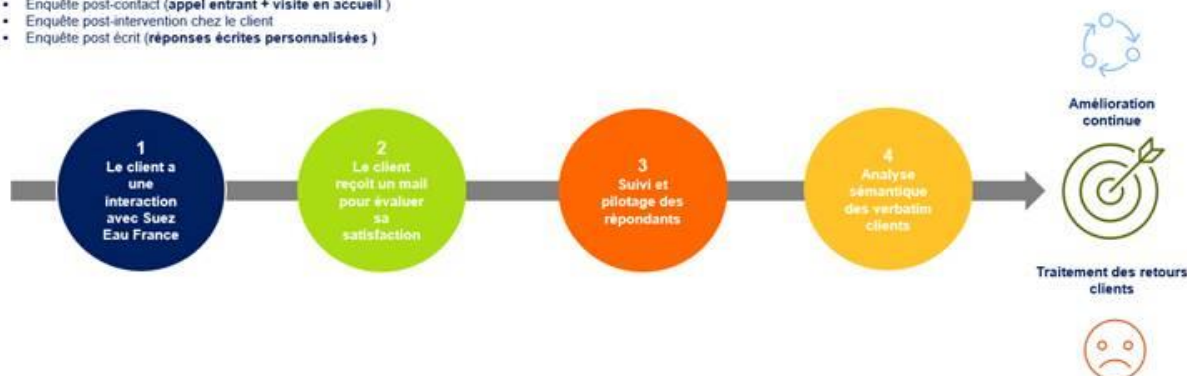 Enquête post-contact (appel entrant + visite en accueil )
Enquête post-intervention chez le client
Enquête post écrit (réponses écrites personnalisées )
1
Le client a
une
interaction
avec Suez
Eau France
2
Le client
reçoit un mail
pour évaluer
sa
satisfaction
3
Suivi et
pilotage des
répondants
4
Analyse
sémantique
des verbatim
clients
Amélioration
continue
Traitement des retours
clients